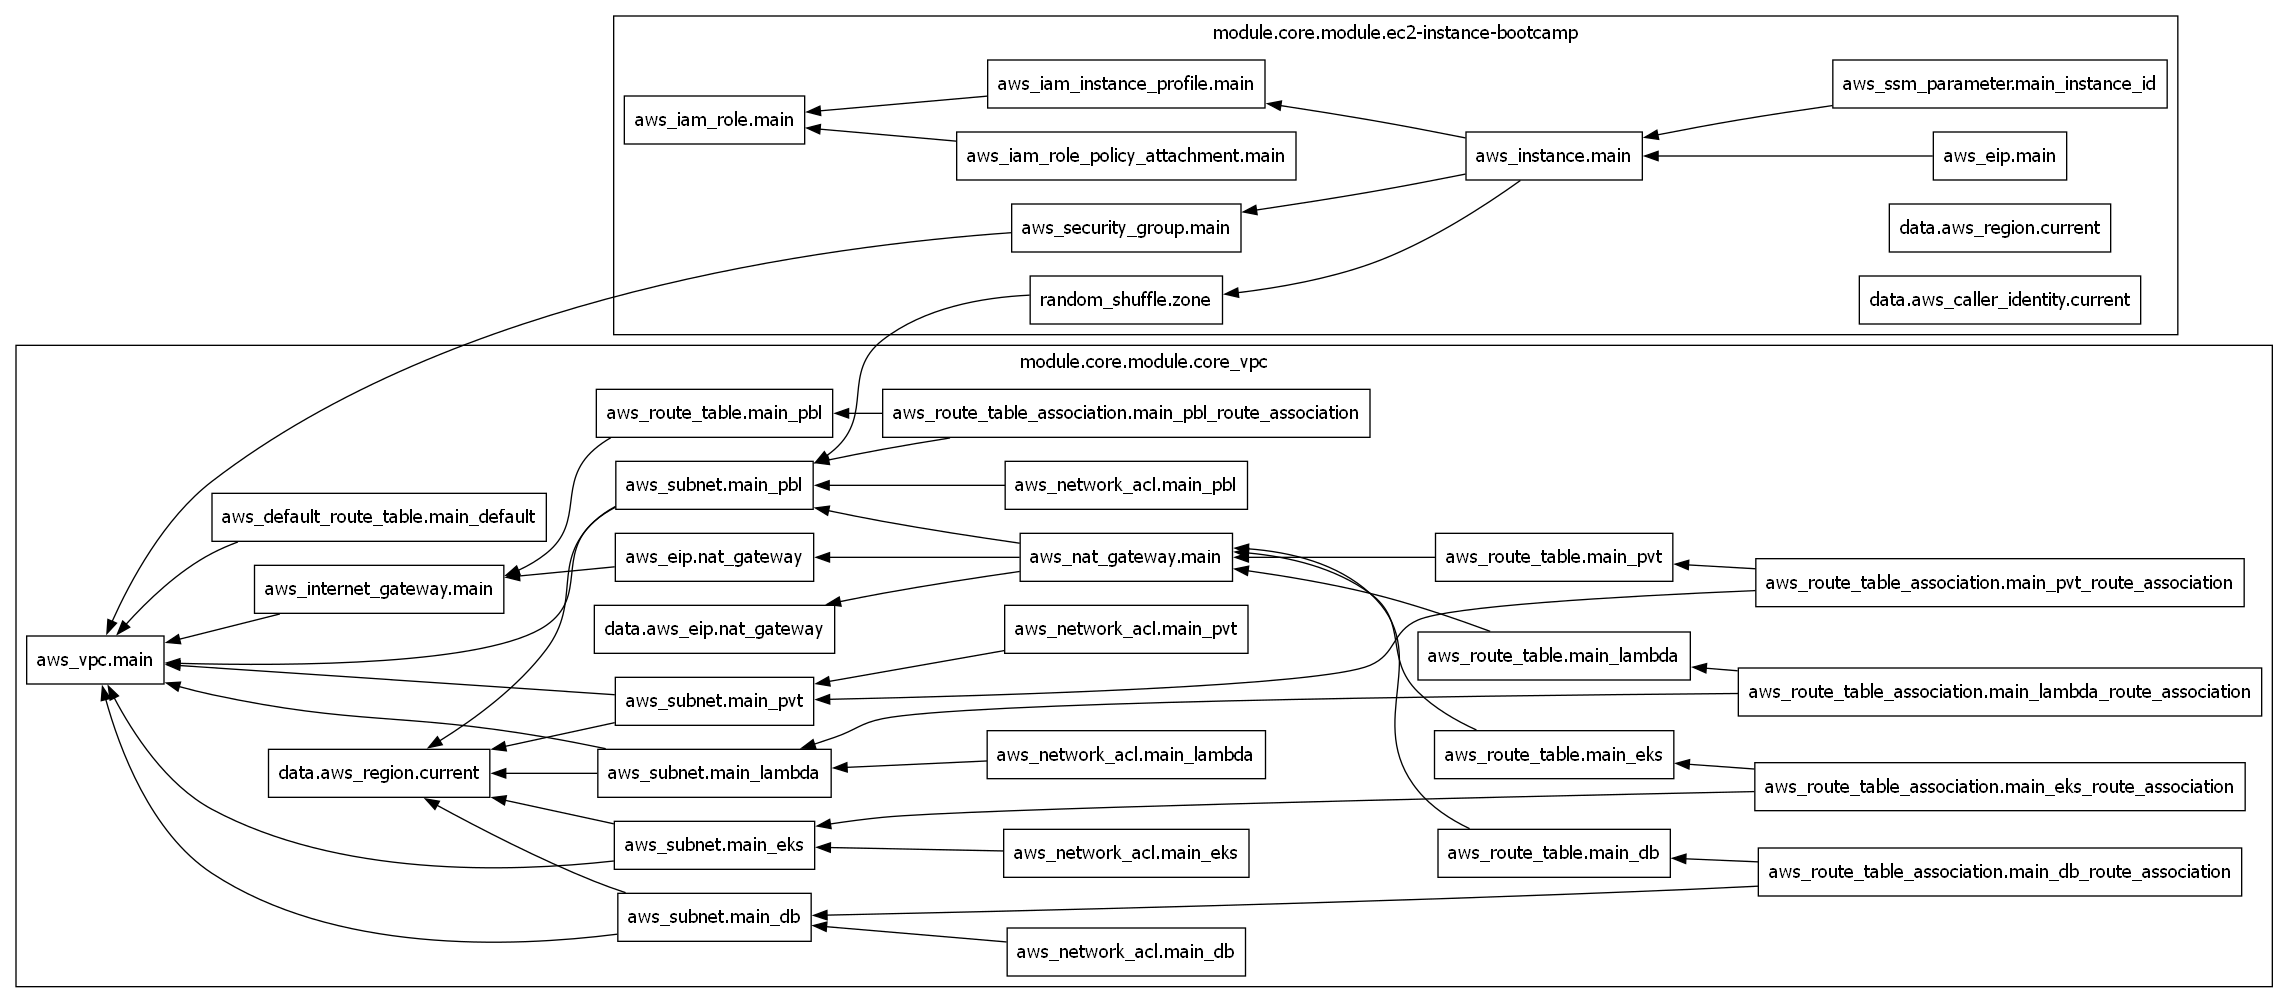 module.core.module.ec2-instance-bootcamp
aws_iam_instance_profile.main
aws_ssm_parameter.main_instance_id
aws_iam_role.main
aws_iam_role_policy_attachment.main
aws_instance.main
aws_eip.main
aws_security_group.main
data.aws_region.current
random_shuffle.zone
data.aws_caller_identity.current
module.core.module.core_vpc
aws_route_table.main_pbl
aws_route_table_association.main_pbl_route_association
aws_subnet.main_pbl
aws_network_acl.main_pbl
aws_default_route_table.main_default
aws_eip.nat_gateway
aws_nat_gateway.main
aws_route_table.main_pvt
aws_route_table_association.main_pvt_route_association
aws_internet_gateway.main
data.aws_eip.nat_gateway
aws_network_acl.main_pvt
aws_vpc.main
aws_route_table.main_lambda
aws_subnet.main_pvt
aws_route_table_association.main_lambda_route_association
data.aws_region.current
aws_subnet.main_lambda
aws_network_acl.main_lambda
aws_route_table.main_eks
aws_route_table_association.main_eks_route_association
aws_subnet.main_eks
aws_network_acl.main_eks
aws_route_table.main_db
aws_route_table_association.main_db_route_association
aws_subnet.main_db
aws_network_acl.main_db